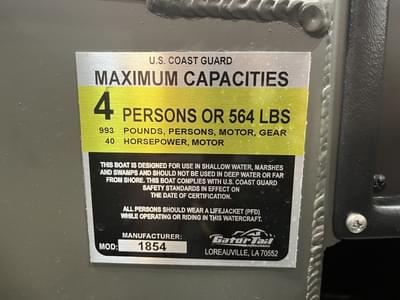 U.S. COAST GUARD
MAXIMUM CAPACITIES
4 PERSONS OR 564 LBS
993 POUNDS, PERSONS, MOTOR, GEAR
40 HORSEPOWER, MOTOR
THIS BOAT IS DESIGNED FOR USE IN SHALLOW WATER, MARSHES
AND SWAMPS AND SHOULD NOT BE USED IN DEEP WATER OR FAR
FROM SHORE. THIS BOAT COMPLIES WITH U.S. COAST GUARD
SAFETY STANDARDS IN EFFECT ON
THE DATE OF CERTIFICATION.
ALL PERSONS SHOULD WEAR A LIFEJACKET (PFD)
WHILE OPERATING OR RIDING IN THIS WATERCRAFT.
MANUFACTURER:
MOD: 1854
GatorTail
LOREAUVILLE, LA 70552